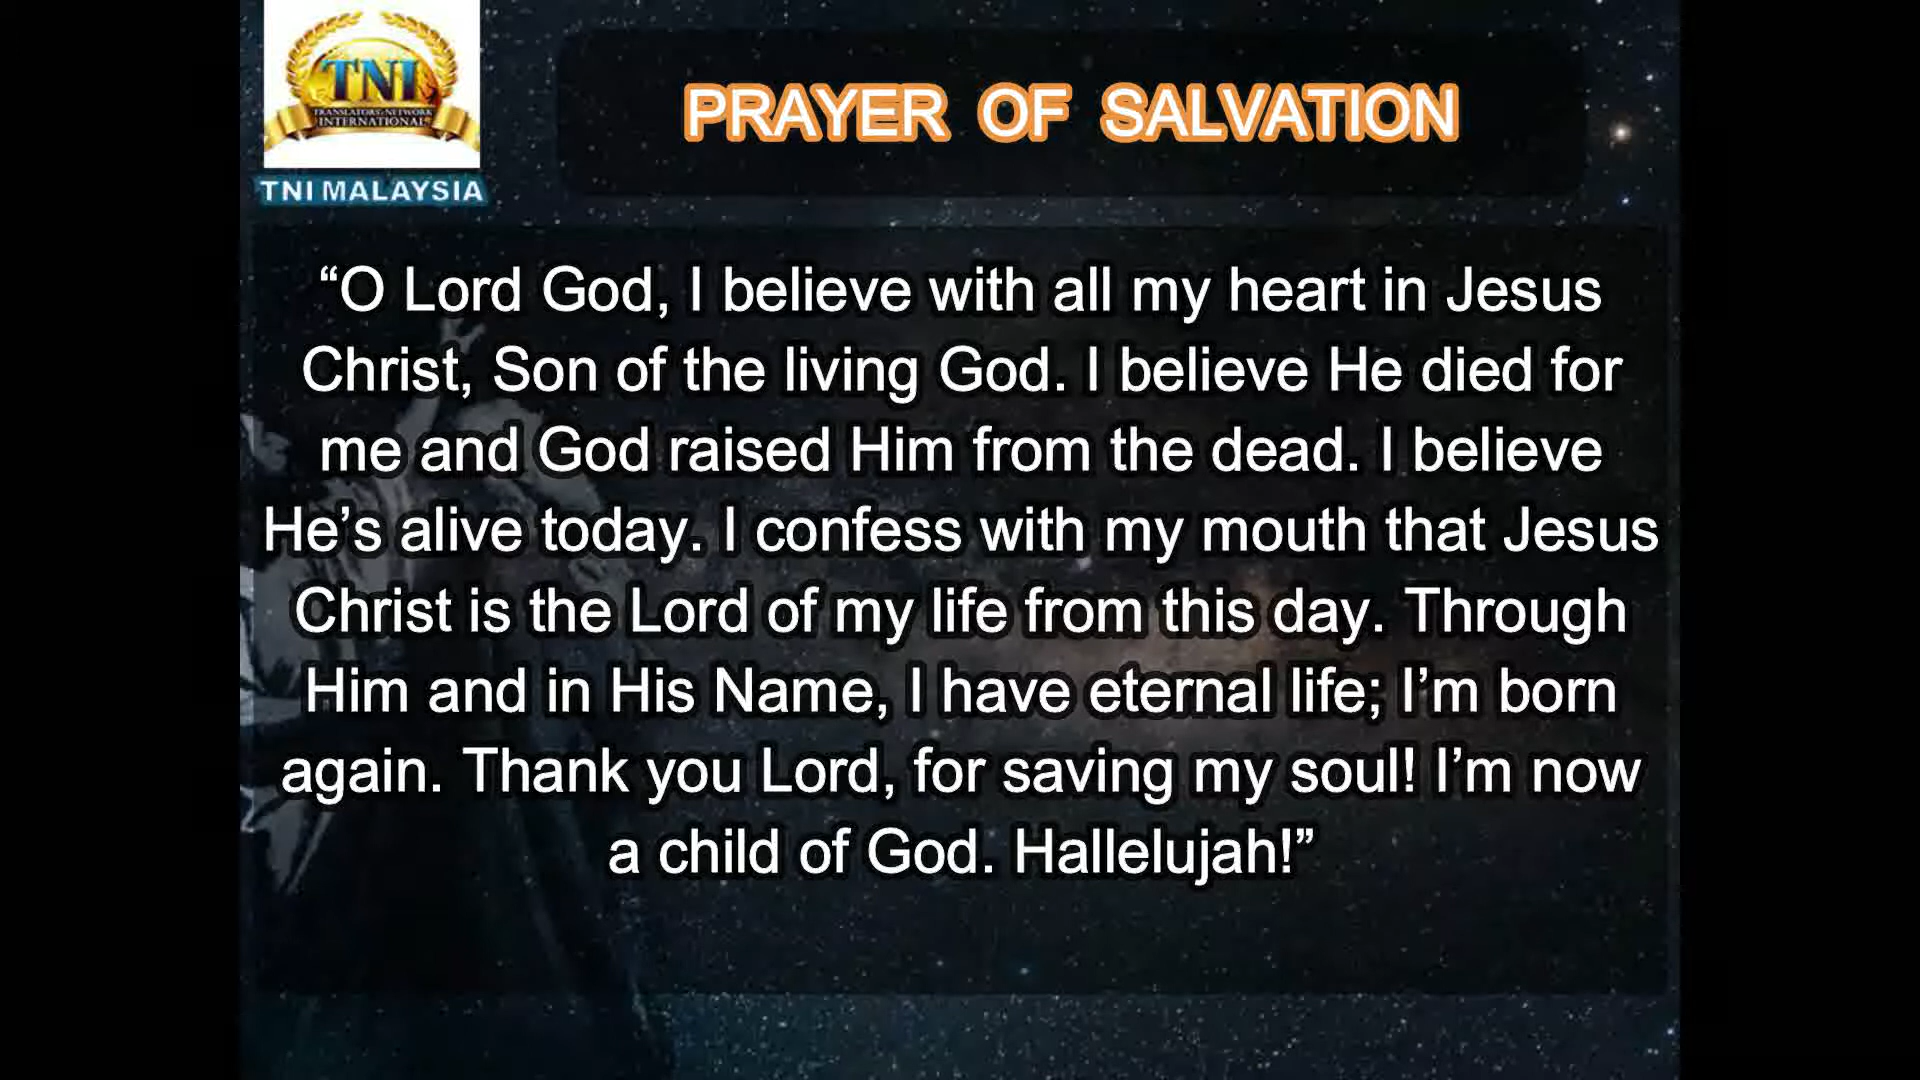 TNI
TRANSLATORS NETWORK
INTERNATIONAL
TNI MALAYSIA
PRAYER OF SALVATION
“O Lord God, I believe with all my heart in Jesus
Christ, Son of the living God. I believe He died for
me and God raised Him from the dead. I believe
He’s alive today. I confess with my mouth that Jesus
Christ is the Lord of my life from this day. Through
Him and in His Name, I have eternal life; I’m born
again. Thank you Lord, for saving my soul! I’m now
a child of God. Hallelujah!”